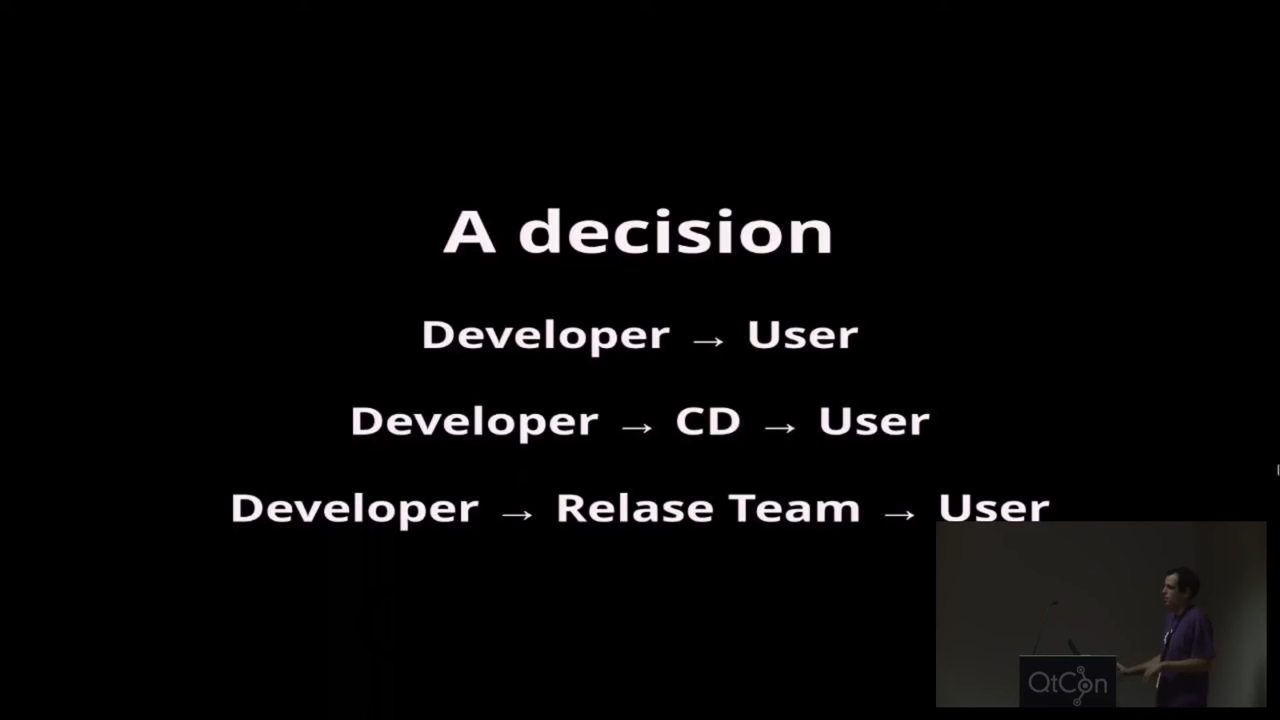 A decision
Developer → User
Developer → CD → User
Developer → Relase Team → User
QtCon